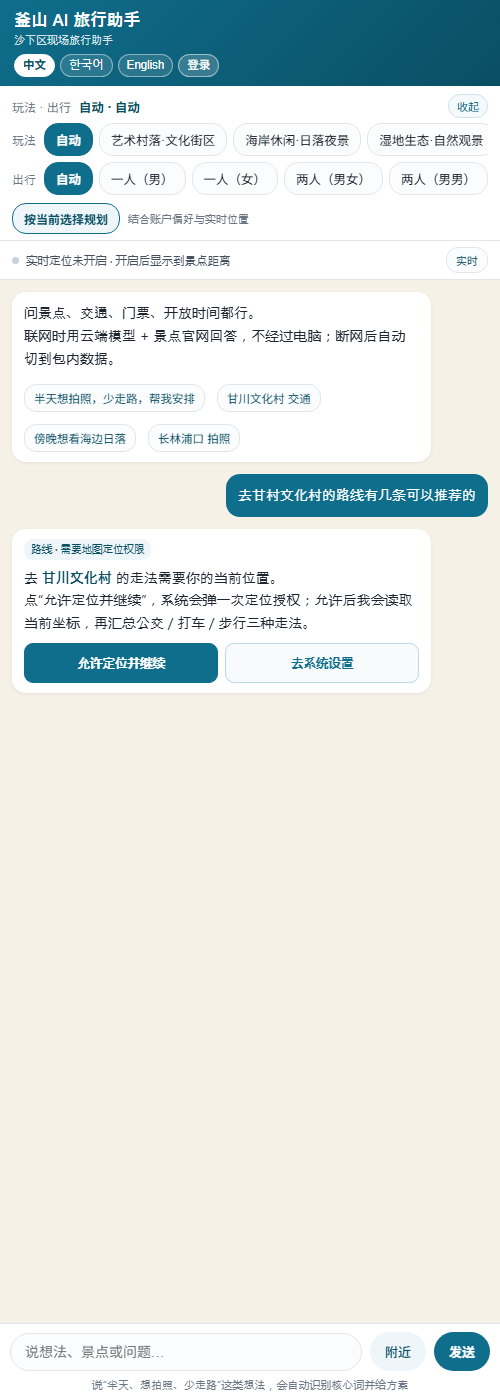 釜山 AI 旅行助手
沙下区现场旅行助手
中文 한국어 English 登录
玩法 · 出行 自动 · 自动 收起
玩法 自动 艺术村落·文化街区 海岸休闲·日落夜景 湿地生态·自然观景
出行 自动 一人（男） 一人（女） 两人（男女） 两人（男男）
按当前选择规划 结合账户偏好与实时位置
实时定位未开启 · 开启后显示到景点距离 实时
问景点、交通、门票、开放时间都行。
联网时用云端模型 + 景点官网回答，不经过电脑；断网后自动
切到包内数据。
半天想拍照，少走路，帮我安排 甘川文化村 交通
傍晚想看海边日落 长林浦口 拍照
去甘村文化村的路线有几条可以推荐的
路线 · 需要地图定位权限
去 甘川文化村 的走法需要你的当前位置。
点“允许定位并继续”，系统会弹一次定位授权；允许后我会读取
当前坐标，再汇总公交 / 打车 / 步行三种走法。
允许定位并继续 去系统设置
说想法、景点或问题… 附近 发送
说“半天、想拍照、少走路”这类想法，会自动识别核心词并给方案